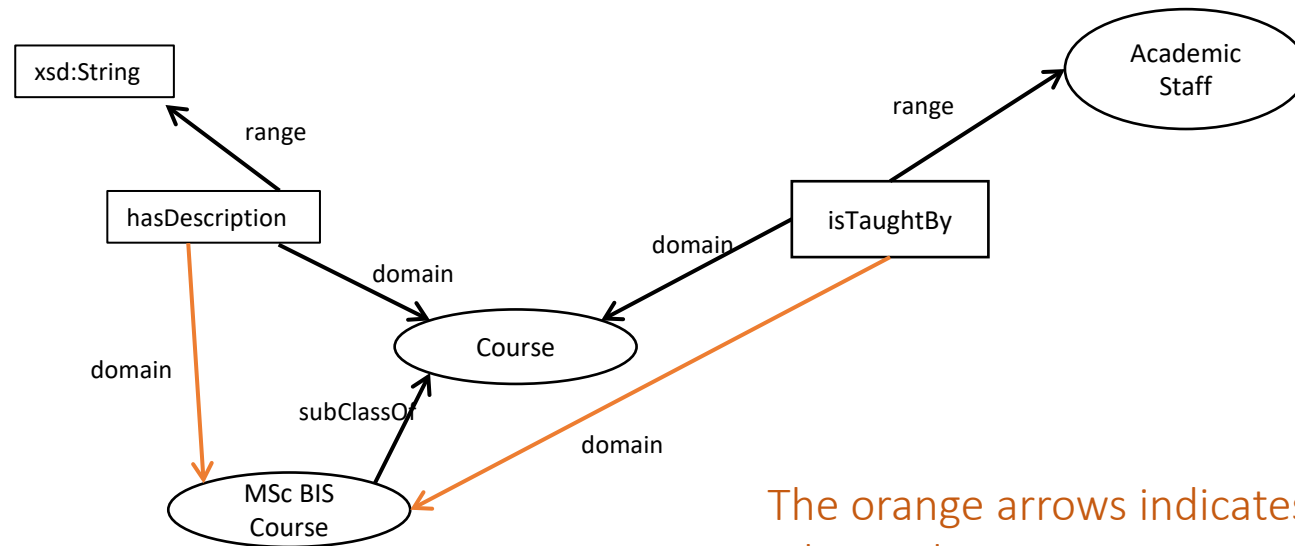 xsd:String
Academic
Staff
range
range
hasDescription
isTaughtBy
domain
domain
Course
domain
subClassOf
domain
MSc BIS
Course
The orange arrows indicates